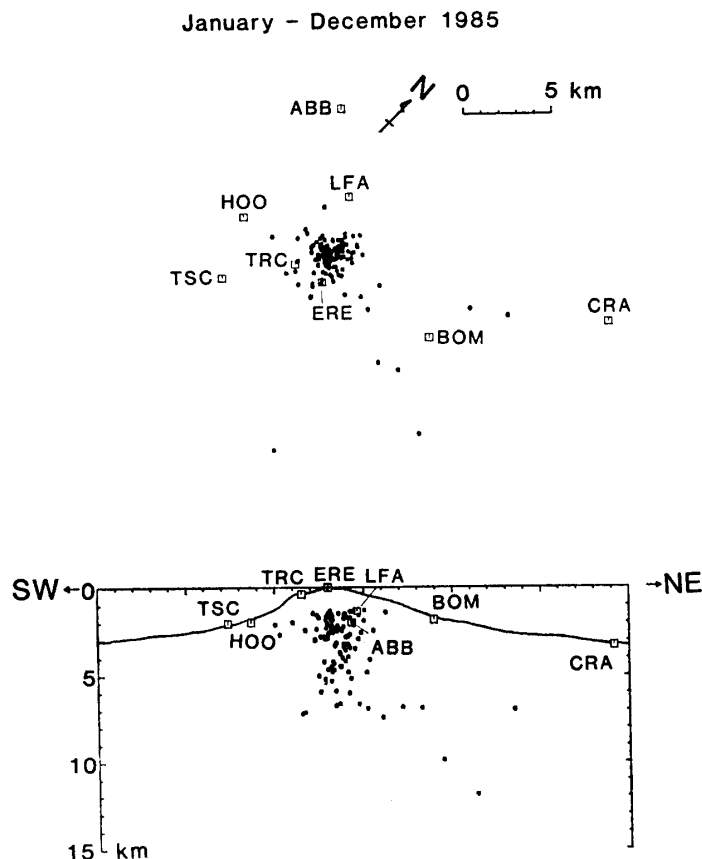 January - December 1985
N
0 5 km
ABB
LFA
HOO
TRC
TSC
ERE
CRA
BOM
TRC ERE LFA
SW 0 NE
TSC
BOM
HOO
ABB
CRA
5
10
15 km